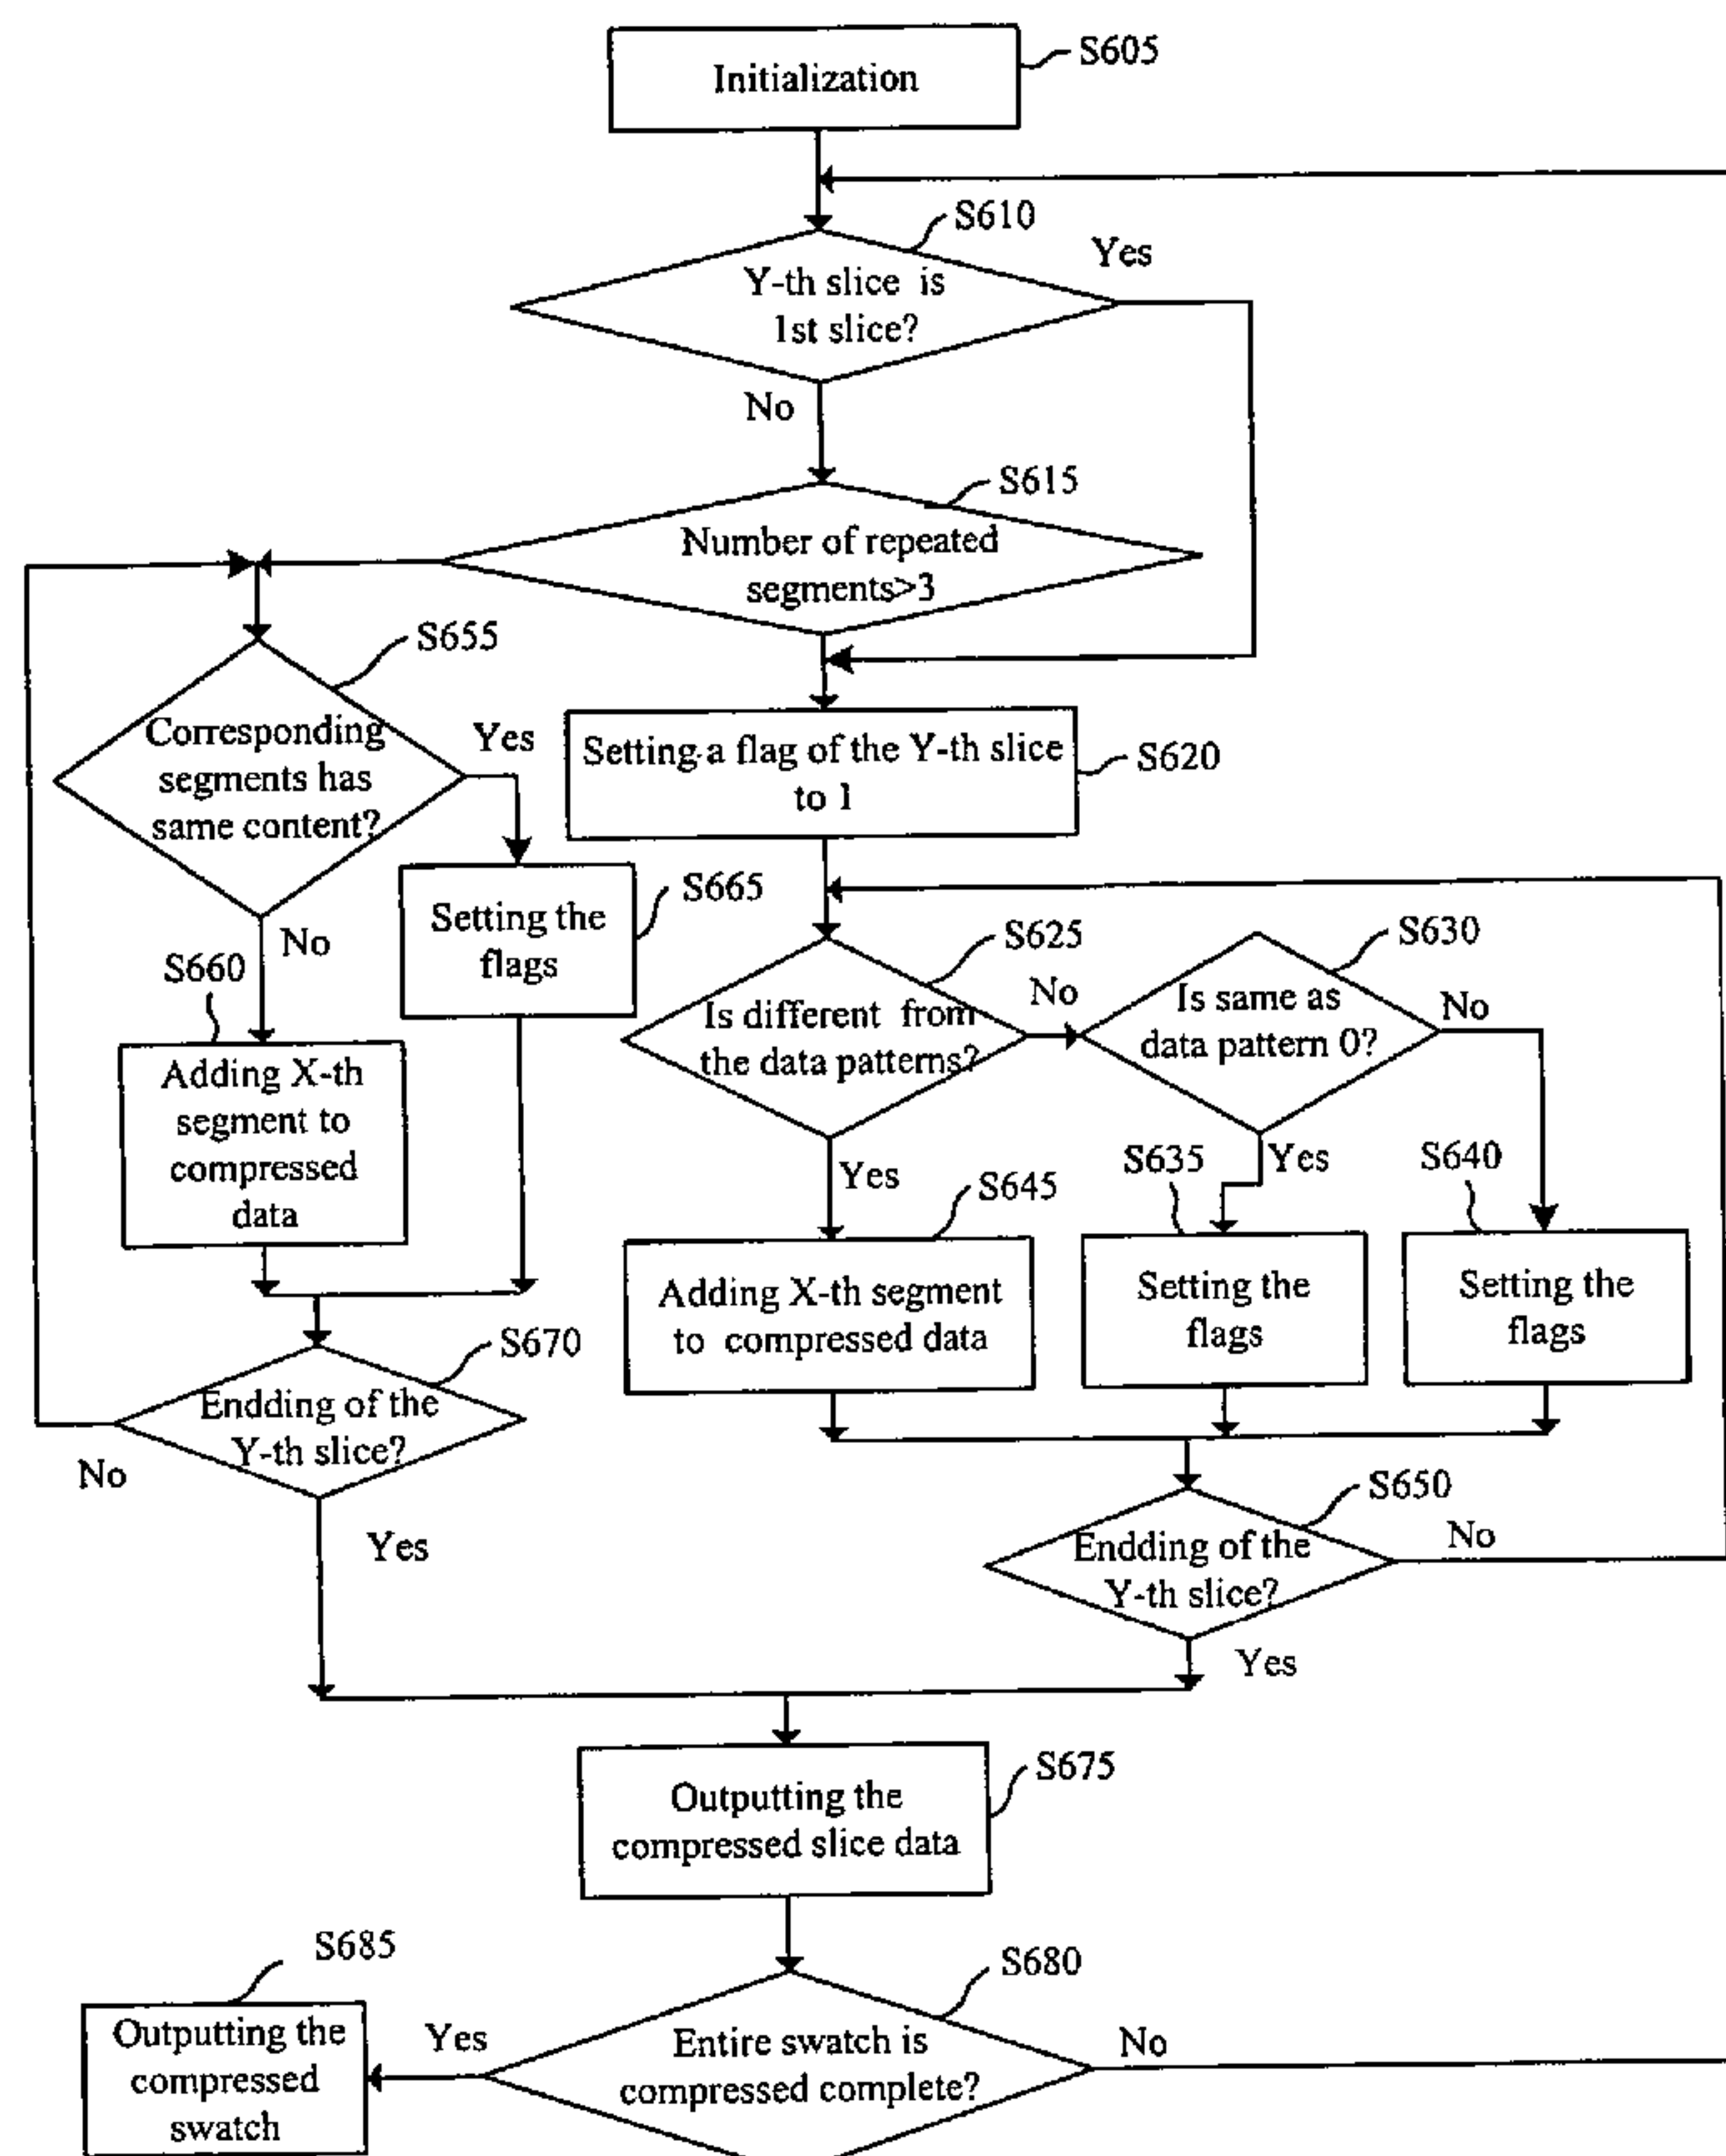 Initialization
S605
S610
Yes
Y-th slice is
1st slice?
No
S615
Number of repeated
segments>3
S655
Corresponding
segments has
same content?
Yes
Setting a flag of the Y-th slice
to 1
S620
S665
Setting the
flags
No
S660
Adding X-th
segment to
compressed
data
S625
Is different from
the data patterns?
No
S630
Is same as
data pattern 0?
No
Yes
S645
Adding X-th segment
to compressed data
S635
Yes
Setting the
flags
S640
Setting the
flags
S670
Endding of the
Y-th slice?
No
Yes
S650
Endding of the
Y-th slice?
No
Yes
S675
Outputting the
compressed slice data
S685
Outputting the
compressed
swatch
Yes
S680
Entire swatch is
compressed complete?
No